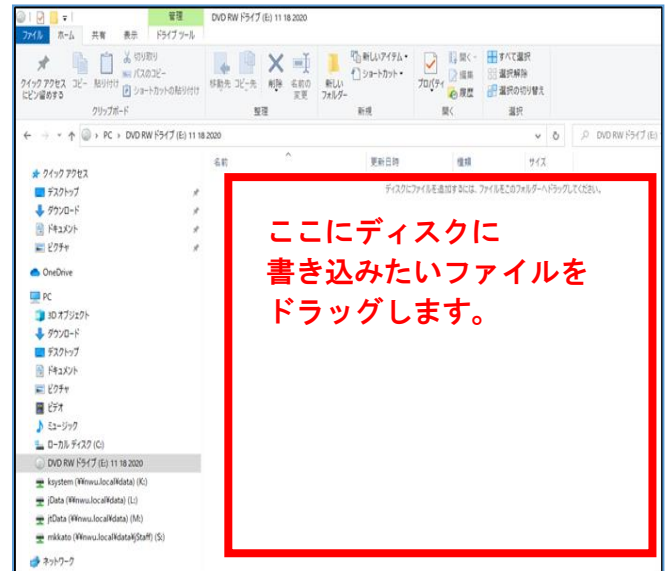 管理
DVD RW ドライブ (E:) 11 18 2020
ファイル ホーム 共有 表示 ドライブ ツール
クイック アクセス
にピン留めする
コピー
貼り付け
切り取り
パスのコピー
ショートカットの貼り付け
クリップボード
移動先
コピー先
削除
名前の
変更
整理
新しい
フォルダー
新しいアイテム
ショートカット
新規
プロパティ
開く
編集
履歴
開く
すべて選択
選択解除
選択の切り替え
選択
PC › DVD RW ドライブ (E:) 11 18 2020
DVD RW ドライブ (E:)
名前 更新日時 種類 サイズ
ディスクにファイルを追加するには、ファイルをこのフォルダーへドラッグしてください。
ここにディスクに
書き込みたいファイルを
ドラッグします。
クイック アクセス
デスクトップ
ダウンロード
ドキュメント
ピクチャ
OneDrive
PC
3D オブジェクト
ダウンロード
デスクトップ
ドキュメント
ピクチャ
ビデオ
ミュージック
ローカル ディスク (C:)
DVD RW ドライブ (E:) 11 18 2020
ksystem (¥¥nwu.local¥data) (K:)
jData (¥¥nwu.local¥data) (L:)
jtData (¥¥nwu.local¥data) (M:)
mkkato (¥¥nwu.local¥data¥jStaff) (S:)
ネットワーク